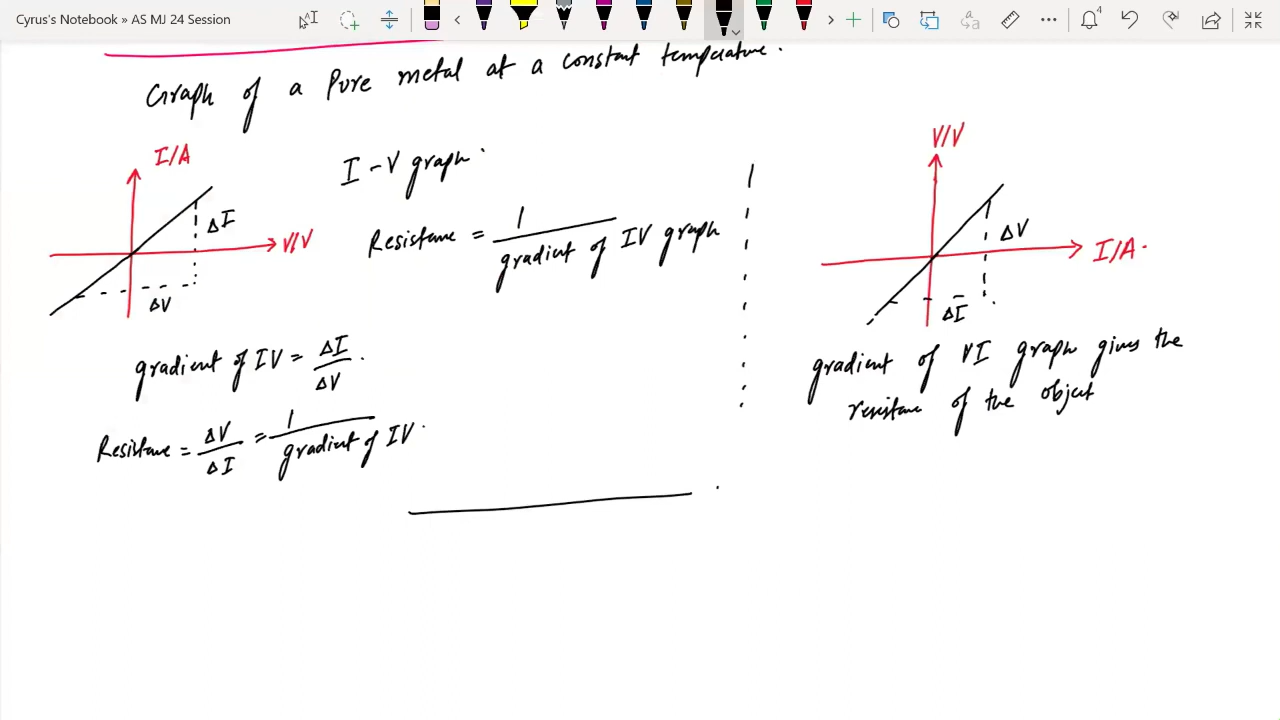 Cyrus's Notebook » AS MJ 24 Session
4
Graph of a Pure metal at a constant temperature.
I/A
I-V graph.
ΔI
V/V
ΔV
Resistance = 1/gradient of IV graph
gradient of IV = ΔI/ΔV.
Resistance = ΔV/ΔI = 1/gradient of IV.
V/V
ΔV
I/A.
ΔI
gradient of VI graph gives the
resistance of the object